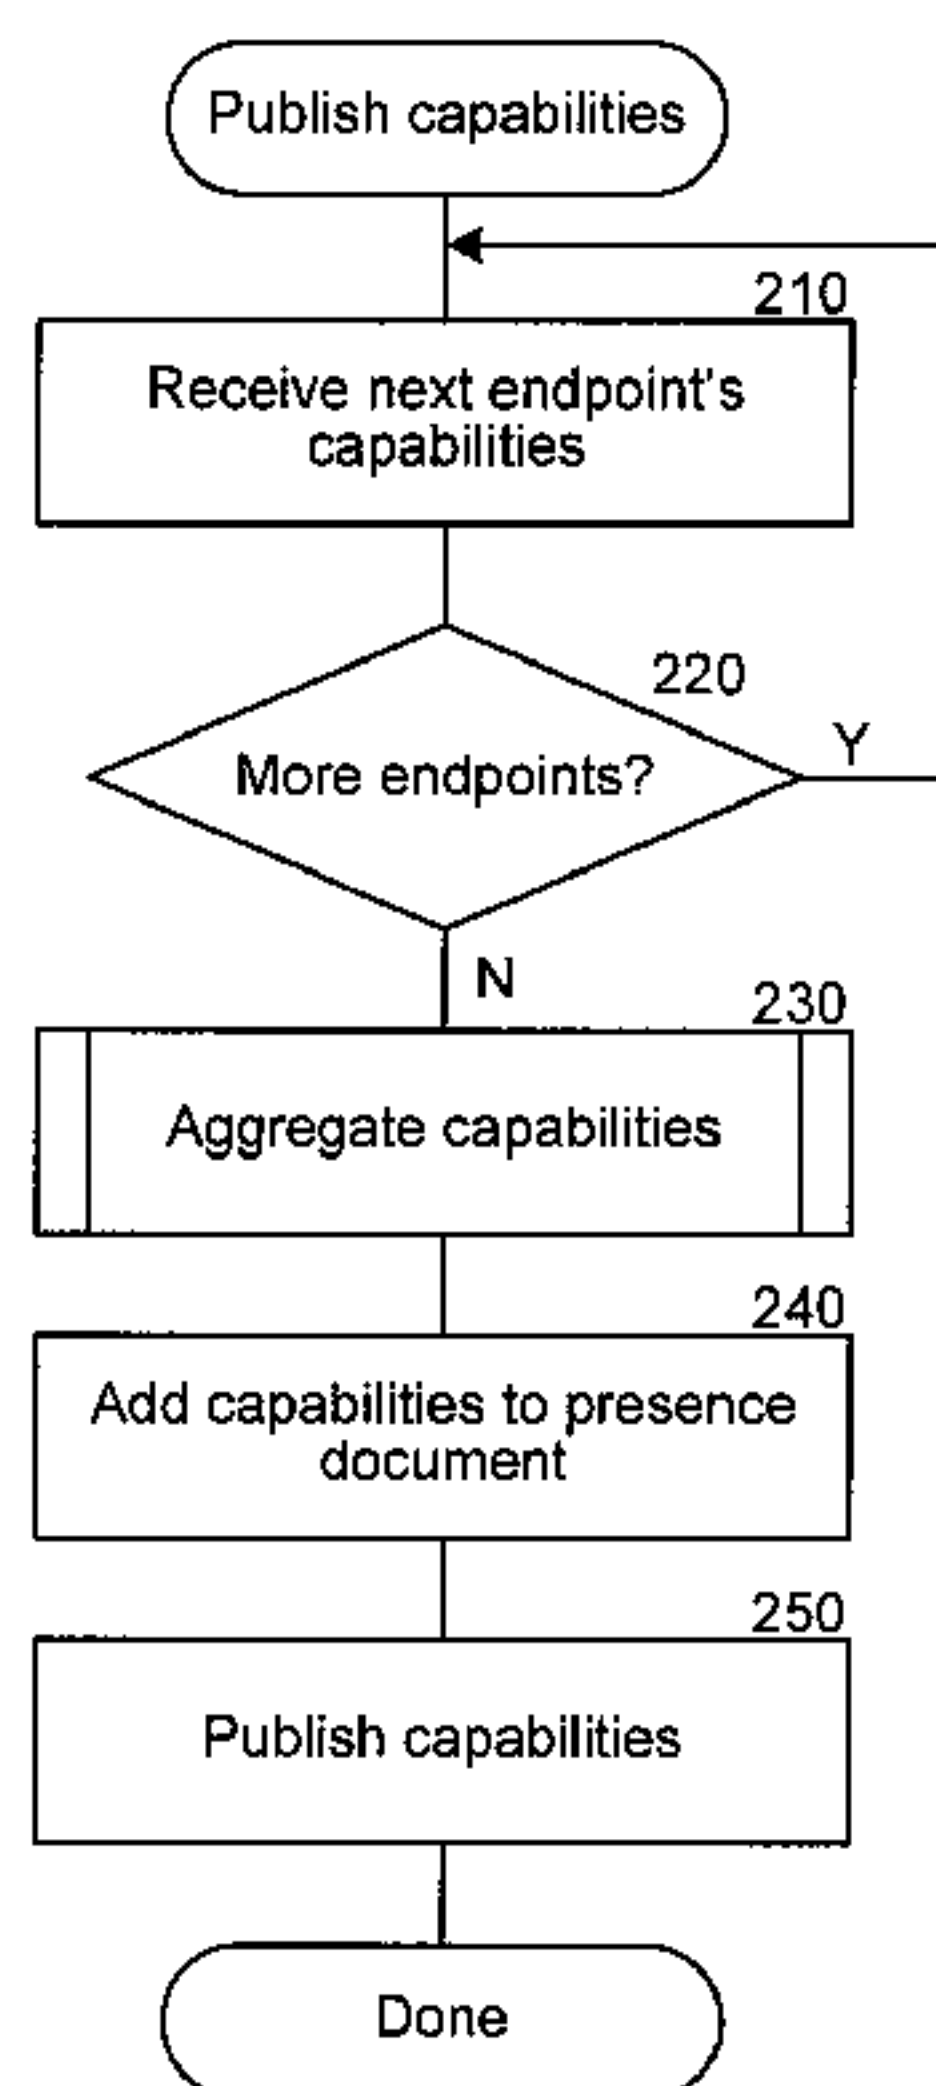 Publish capabilities
210
Receive next endpoint's
capabilities
220
Y
More endpoints?
N
230
Aggregate capabilities
240
Add capabilities to presence
document
250
Publish capabilities
Done